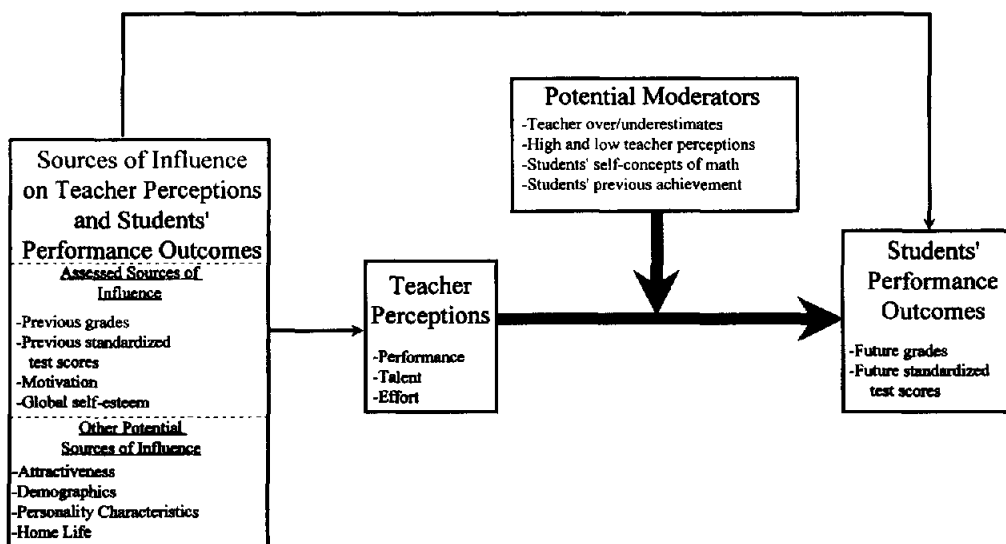 Sources of Influence
on Teacher Perceptions
and Students'
Performance Outcomes
Assessed Sources of
Influence
-Previous grades
-Previous standardized
test scores
-Motivation
-Global self-esteem
Other Potential
Sources of Influence
-Attractiveness
-Demographics
-Personality Characteristics
-Home Life
Teacher
Perceptions
-Performance
-Talent
-Effort
Potential Moderators
-Teacher over/underestimates
-High and low teacher perceptions
-Students' self-concepts of math
-Students' previous achievement
Students'
Performance
Outcomes
-Future grades
-Future standardized
test scores